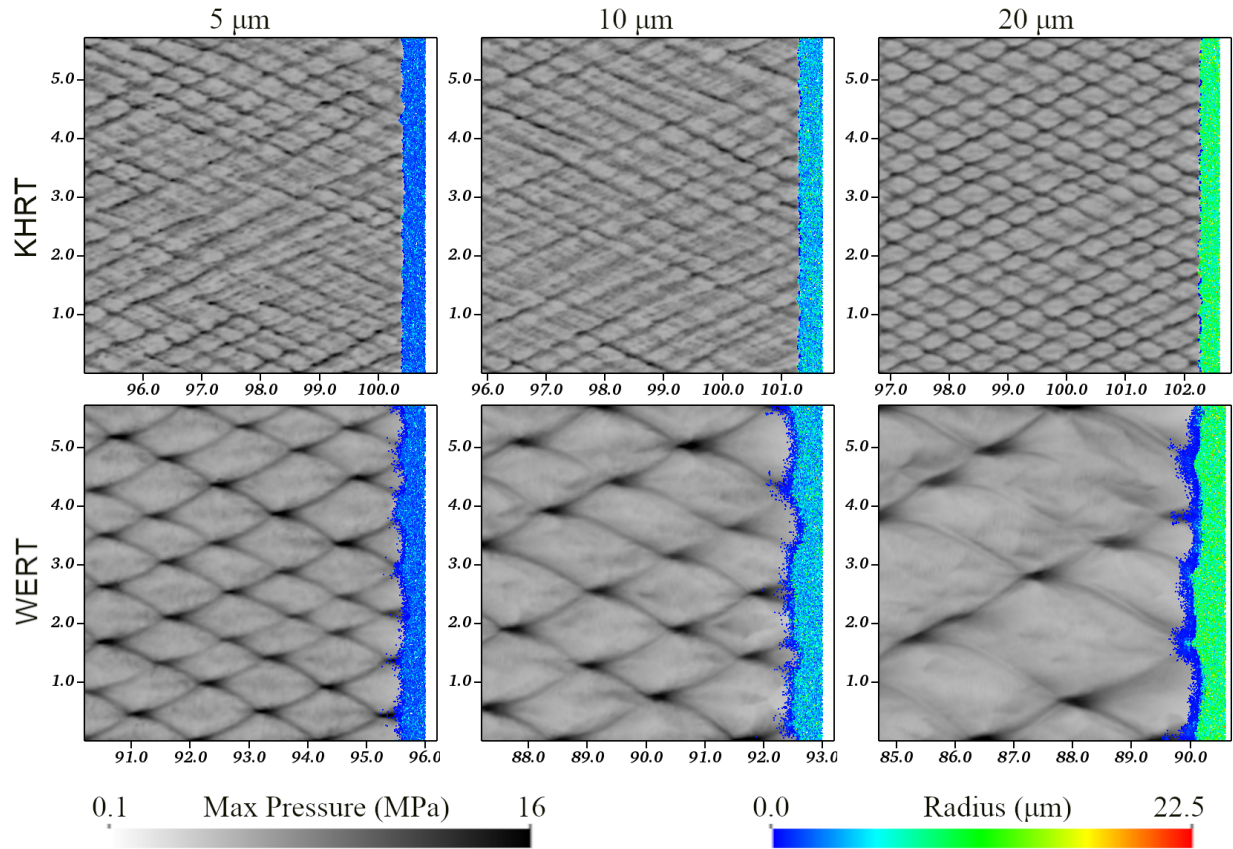 5 μm 10 μm 20 μm
KHRT
5.0 4.0 3.0 2.0 1.0
96.0 97.0 98.0 99.0 100.0
5.0 4.0 3.0 2.0 1.0
96.0 97.0 98.0 99.0 100.0 101.0
5.0 4.0 3.0 2.0 1.0
97.0 98.0 99.0 100.0 101.0 102.0
WERT
5.0 4.0 3.0 2.0 1.0
91.0 92.0 93.0 94.0 95.0 96.0
5.0 4.0 3.0 2.0 1.0
88.0 89.0 90.0 91.0 92.0 93.0
5.0 4.0 3.0 2.0 1.0
85.0 86.0 87.0 88.0 89.0 90.0
0.1 Max Pressure (MPa) 16
0.0 Radius (μm) 22.5